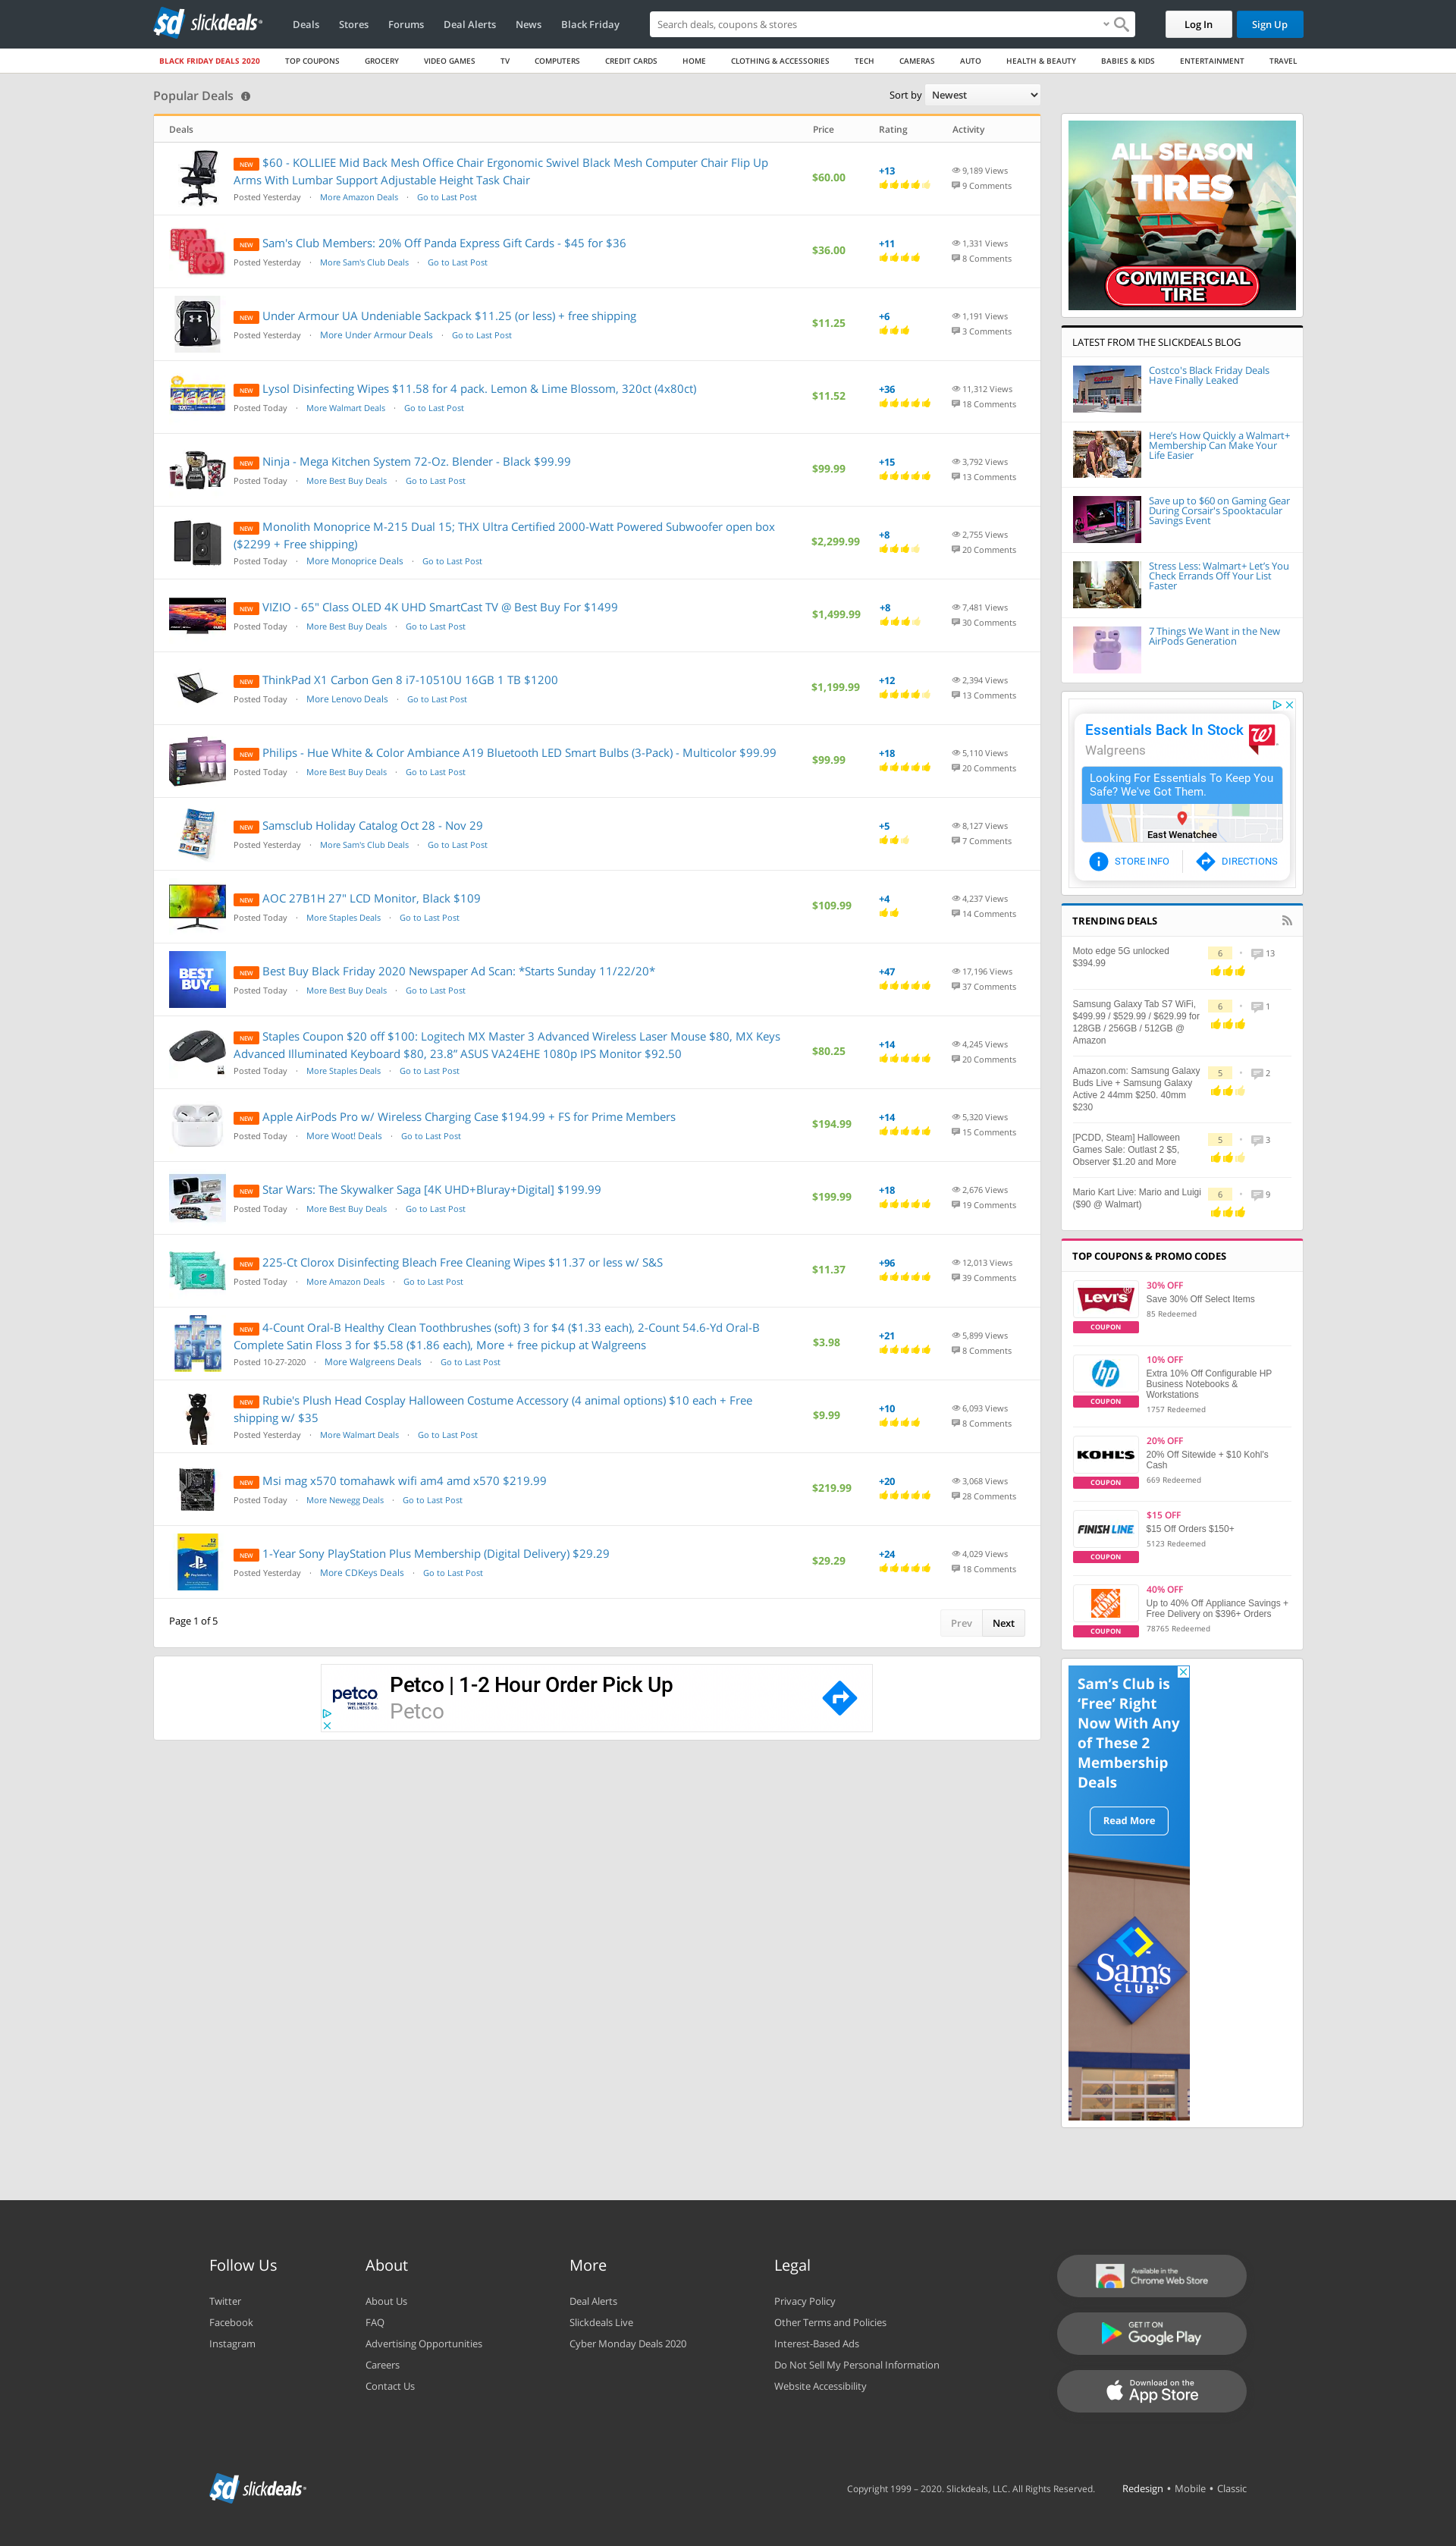 sd slickdeals
Deals Stores Forums Deal Alerts News Black Friday
Search deals, coupons & stores
Log In
Sign Up
BLACK FRIDAY DEALS 2020 TOP COUPONS GROCERY VIDEO GAMES TV COMPUTERS CREDIT CARDS HOME CLOTHING & ACCESSORIES TECH CAMERAS AUTO HEALTH & BEAUTY BABIES & KIDS ENTERTAINMENT TRAVEL
Popular Deals
Sort by Newest
Deals Price Rating Activity
NEW $60 - KOLLIEE Mid Back Mesh Office Chair Ergonomic Swivel Black Mesh Computer Chair Flip Up
Arms With Lumbar Support Adjustable Height Task Chair
Posted Yesterday · More Amazon Deals · Go to Last Post
$60.00
+13
9,189 Views
9 Comments
NEW Sam's Club Members: 20% Off Panda Express Gift Cards - $45 for $36
Posted Yesterday · More Sam's Club Deals · Go to Last Post
$36.00
+11
1,331 Views
8 Comments
NEW Under Armour UA Undeniable Sackpack $11.25 (or less) + free shipping
Posted Yesterday · More Under Armour Deals · Go to Last Post
$11.25
+6
1,191 Views
3 Comments
NEW Lysol Disinfecting Wipes $11.58 for 4 pack. Lemon & Lime Blossom, 320ct (4x80ct)
Posted Today · More Walmart Deals · Go to Last Post
$11.52
+36
11,312 Views
18 Comments
NEW Ninja - Mega Kitchen System 72-Oz. Blender - Black $99.99
Posted Today · More Best Buy Deals · Go to Last Post
$99.99
+15
3,792 Views
13 Comments
NEW Monolith Monoprice M-215 Dual 15; THX Ultra Certified 2000-Watt Powered Subwoofer open box
($2299 + Free shipping)
Posted Today · More Monoprice Deals · Go to Last Post
$2,299.99
+8
2,755 Views
20 Comments
NEW VIZIO - 65" Class OLED 4K UHD SmartCast TV @ Best Buy For $1499
Posted Today · More Best Buy Deals · Go to Last Post
$1,499.99
+8
7,481 Views
30 Comments
NEW ThinkPad X1 Carbon Gen 8 i7-10510U 16GB 1 TB $1200
Posted Today · More Lenovo Deals · Go to Last Post
$1,199.99
+12
2,394 Views
13 Comments
NEW Philips - Hue White & Color Ambiance A19 Bluetooth LED Smart Bulbs (3-Pack) - Multicolor $99.99
Posted Today · More Best Buy Deals · Go to Last Post
$99.99
+18
5,110 Views
20 Comments
NEW Samsclub Holiday Catalog Oct 28 - Nov 29
Posted Yesterday · More Sam's Club Deals · Go to Last Post
+5
8,127 Views
7 Comments
NEW AOC 27B1H 27" LCD Monitor, Black $109
Posted Today · More Staples Deals · Go to Last Post
$109.99
+4
4,237 Views
14 Comments
BEST BUY
NEW Best Buy Black Friday 2020 Newspaper Ad Scan: *Starts Sunday 11/22/20*
Posted Today · More Best Buy Deals · Go to Last Post
+47
17,196 Views
37 Comments
NEW Staples Coupon $20 off $100: Logitech MX Master 3 Advanced Wireless Laser Mouse $80, MX Keys
Advanced Illuminated Keyboard $80, 23.8” ASUS VA24EHE 1080p IPS Monitor $92.50
Posted Today · More Staples Deals · Go to Last Post
$80.25
+14
4,245 Views
20 Comments
NEW Apple AirPods Pro w/ Wireless Charging Case $194.99 + FS for Prime Members
Posted Today · More Woot! Deals · Go to Last Post
$194.99
+14
5,320 Views
15 Comments
NEW Star Wars: The Skywalker Saga [4K UHD+Bluray+Digital] $199.99
Posted Today · More Best Buy Deals · Go to Last Post
$199.99
+18
2,676 Views
19 Comments
NEW 225-Ct Clorox Disinfecting Bleach Free Cleaning Wipes $11.37 or less w/ S&S
Posted Today · More Amazon Deals · Go to Last Post
$11.37
+96
12,013 Views
39 Comments
NEW 4-Count Oral-B Healthy Clean Toothbrushes (soft) 3 for $4 ($1.33 each), 2-Count 54.6-Yd Oral-B
Complete Satin Floss 3 for $5.58 ($1.86 each), More + free pickup at Walgreens
Posted 10-27-2020 · More Walgreens Deals · Go to Last Post
$3.98
+21
5,899 Views
8 Comments
NEW Rubie's Plush Head Cosplay Halloween Costume Accessory (4 animal options) $10 each + Free
shipping w/ $35
Posted Yesterday · More Walmart Deals · Go to Last Post
$9.99
+10
6,093 Views
8 Comments
NEW Msi mag x570 tomahawk wifi am4 amd x570 $219.99
Posted Today · More Newegg Deals · Go to Last Post
$219.99
+20
3,068 Views
28 Comments
NEW 1-Year Sony PlayStation Plus Membership (Digital Delivery) $29.29
Posted Yesterday · More CDKeys Deals · Go to Last Post
$29.29
+24
4,029 Views
18 Comments
Page 1 of 5
Prev Next
petco
THE HEALTH + WELLNESS CO.
Petco | 1-2 Hour Order Pick Up
Petco
ALL SEASON
TIRES
COMMERCIAL
TIRE
LATEST FROM THE SLICKDEALS BLOG
Costco's Black Friday Deals
Have Finally Leaked
Here’s How Quickly a Walmart+
Membership Can Make Your
Life Easier
Save up to $60 on Gaming Gear
During Corsair's Spooktacular
Savings Event
Stress Less: Walmart+ Let’s You
Check Errands Off Your List
Faster
7 Things We Want in the New
AirPods Generation
Essentials Back In Stock
Walgreens
Looking For Essentials To Keep You
Safe? We've Got Them.
East Wenatchee
STORE INFO
DIRECTIONS
TRENDING DEALS
Moto edge 5G unlocked
$394.99
6 · 13
Samsung Galaxy Tab S7 WiFi,
$499.99 / $529.99 / $629.99 for
128GB / 256GB / 512GB @
Amazon
6 · 1
Amazon.com: Samsung Galaxy
Buds Live + Samsung Galaxy
Active 2 44mm $250. 40mm
$230
5 · 2
[PCDD, Steam] Halloween
Games Sale: Outlast 2 $5,
Observer $1.20 and More
5 · 3
Mario Kart Live: Mario and Luigi
($90 @ Walmart)
6 · 9
TOP COUPONS & PROMO CODES
LEVI'S
COUPON
30% OFF
Save 30% Off Select Items
85 Redeemed
hp
COUPON
10% OFF
Extra 10% Off Configurable HP
Business Notebooks &
Workstations
1757 Redeemed
KOHL'S
COUPON
20% OFF
20% Off Sitewide + $10 Kohl's
Cash
669 Redeemed
FINISH LINE
COUPON
$15 OFF
$15 Off Orders $150+
5123 Redeemed
THE HOME DEPOT
COUPON
40% OFF
Up to 40% Off Appliance Savings +
Free Delivery on $396+ Orders
78765 Redeemed
Sam’s Club is
‘Free’ Right
Now With Any
of These 2
Membership
Deals
Read More
Sam's
CLUB
Follow Us
Twitter
Facebook
Instagram
About
About Us
FAQ
Advertising Opportunities
Careers
Contact Us
More
Deal Alerts
Slickdeals Live
Cyber Monday Deals 2020
Legal
Privacy Policy
Other Terms and Policies
Interest-Based Ads
Do Not Sell My Personal Information
Website Accessibility
Available in the
Chrome Web Store
GET IT ON
Google Play
Download on the
App Store
sd slickdeals
Copyright 1999 – 2020. Slickdeals, LLC. All Rights Reserved.
Redesign • Mobile • Classic